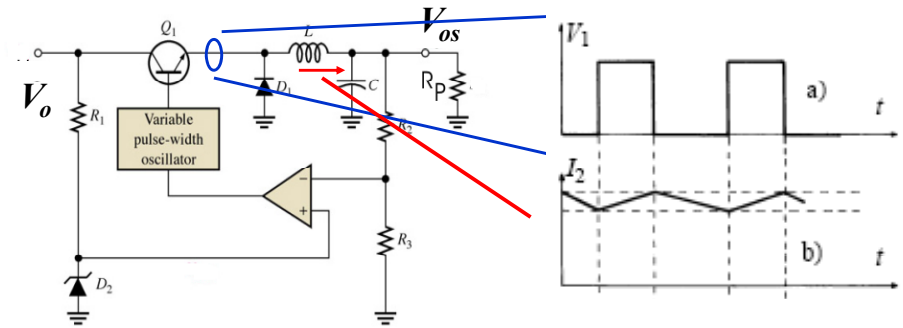 Q₁
L
Vos
Vo
R₁
D₁
C
RP
R₂
Variable
pulse-width
oscillator
−
+
R₃
D₂
V₁
a)
t
I₂
b)
t